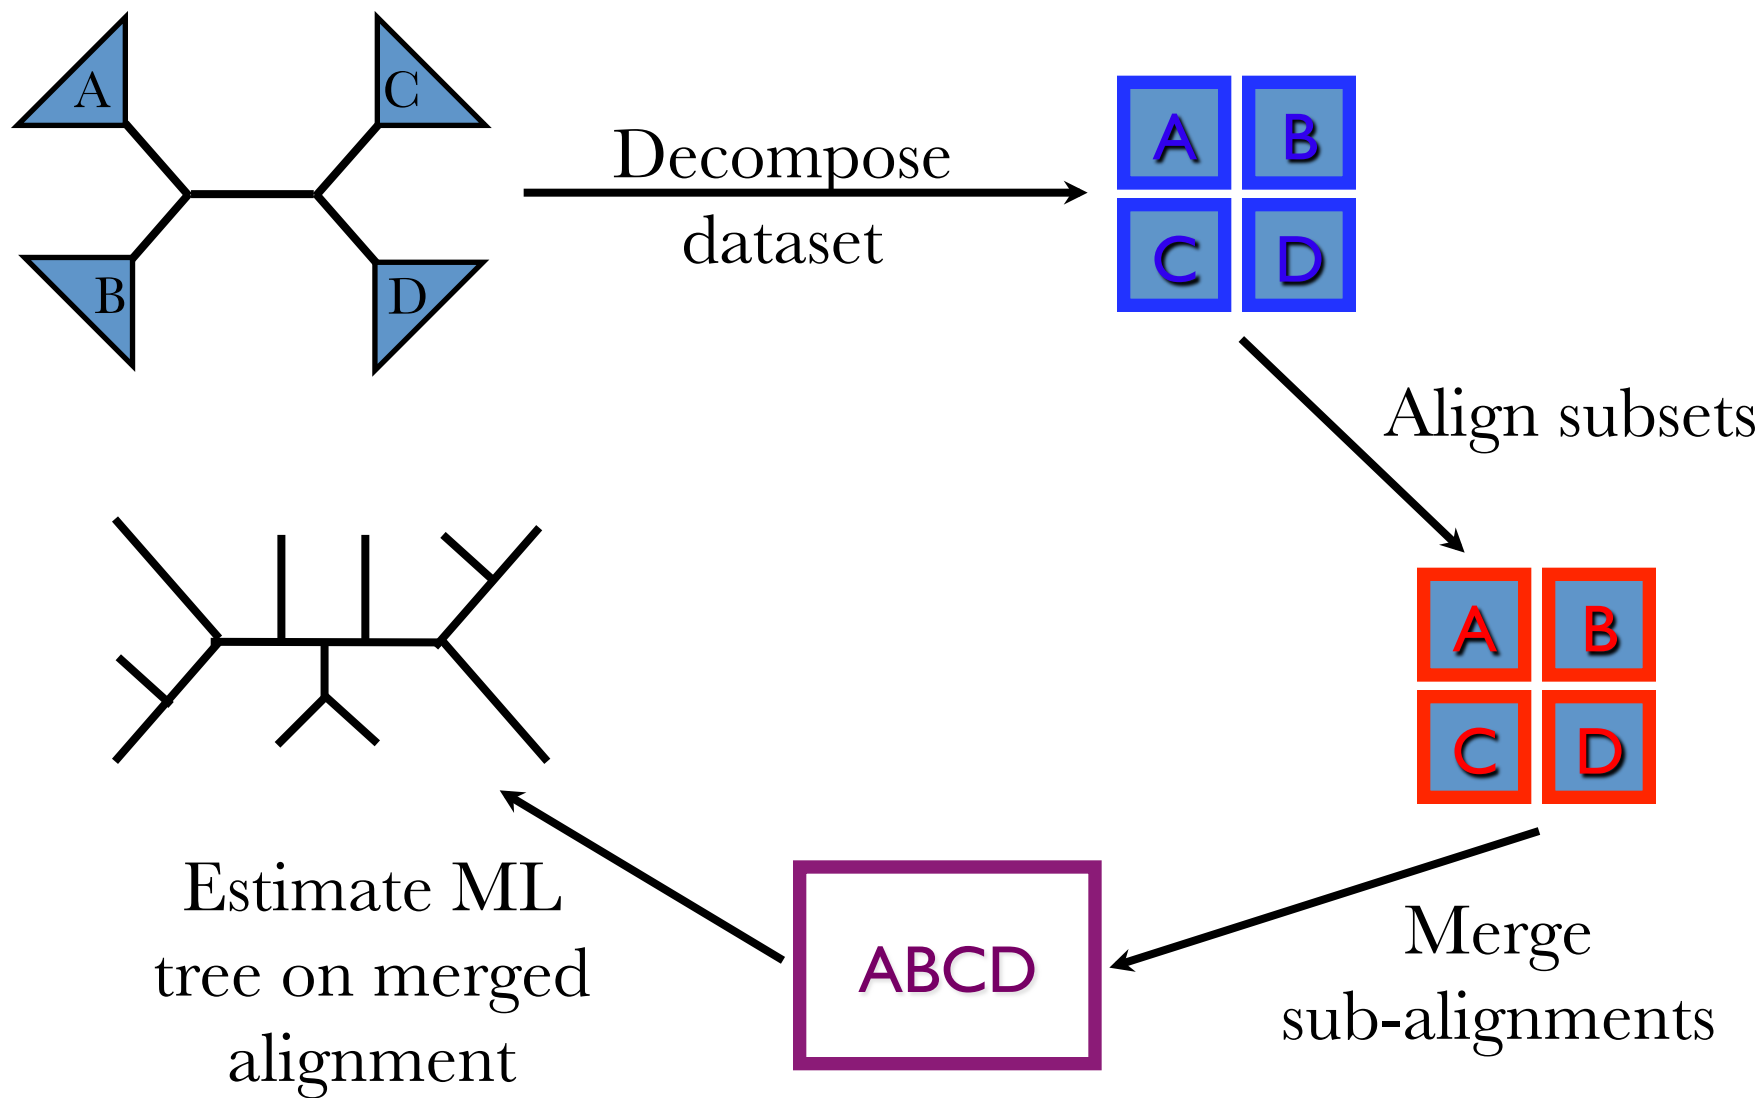 A
C
B
D
Decompose
dataset
A B
C D
Align subsets
A B
C D
Merge
sub-alignments
ABCD
Estimate ML
tree on merged
alignment